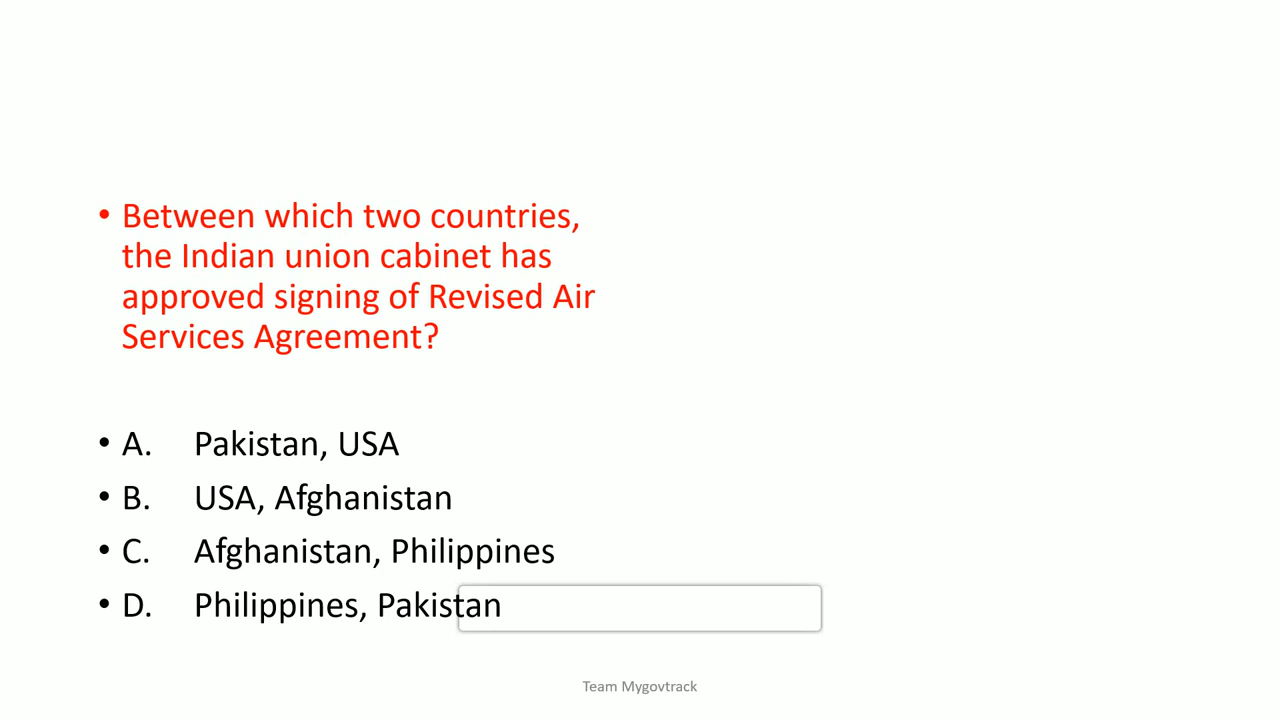 • Between which two countries,
the Indian union cabinet has
approved signing of Revised Air
Services Agreement?
• A. Pakistan, USA
• B. USA, Afghanistan
• C. Afghanistan, Philippines
• D. Philippines, Pakistan
Team Mygovtrack